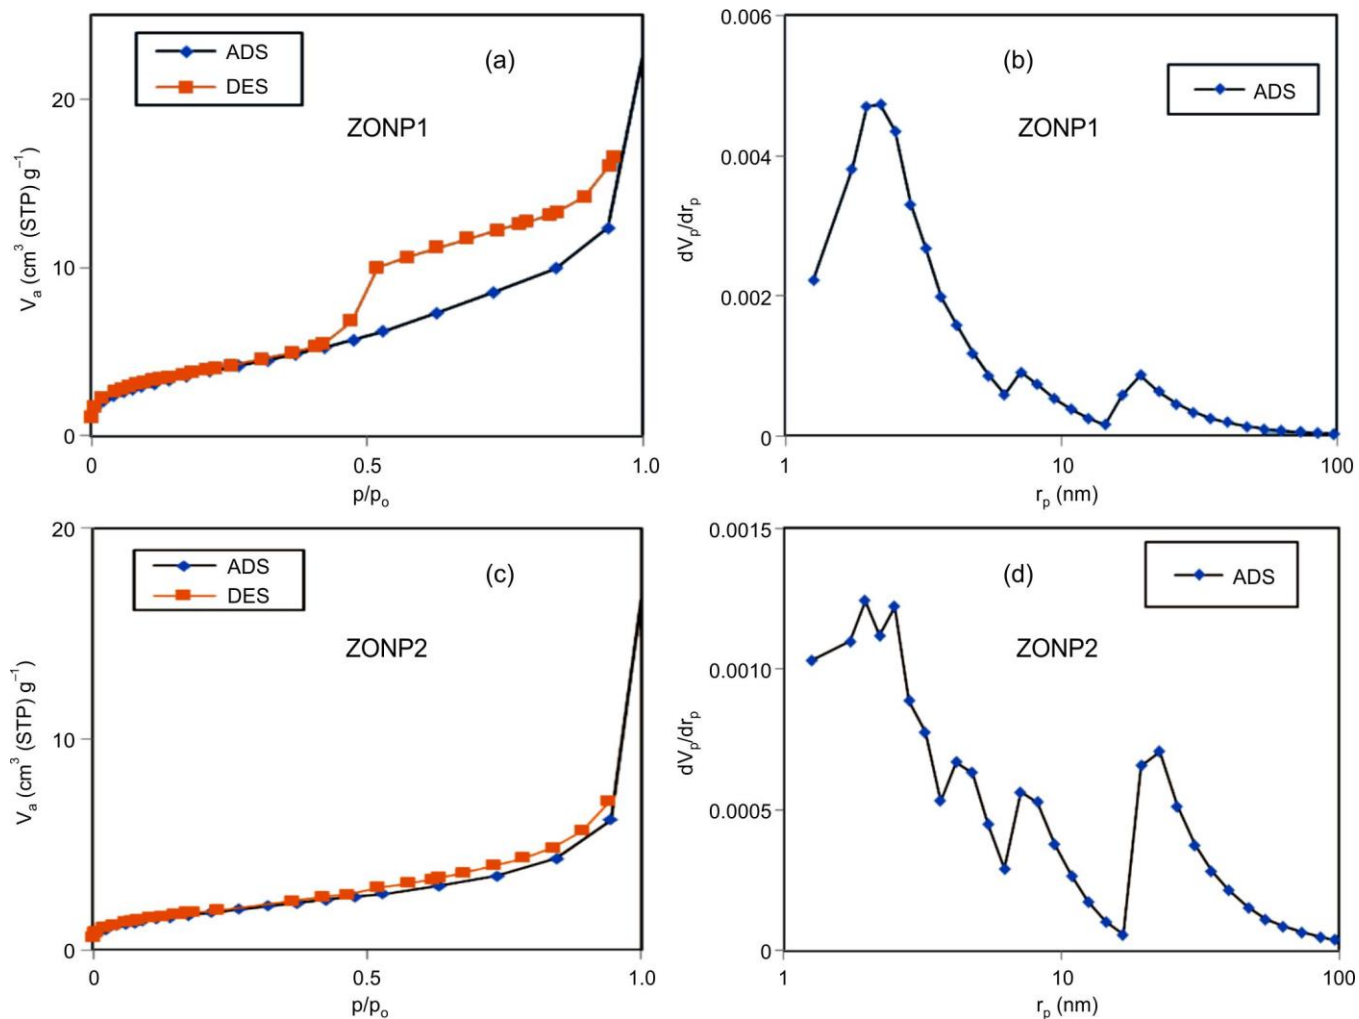 (a)
ADS
DES
ZONP1
20
10
0
Vₐ (cm³ (STP) g⁻¹
0 0.5 1.0
p/pₒ
(b)
ADS
ZONP1
0.006
0.004
0.002
0
dVₚ/drₚ
1 10 100
rₚ (nm)
(c)
ADS
DES
ZONP2
20
10
0
Vₐ (cm³ (STP) g⁻¹
0 0.5 1.0
p/pₒ
(d)
ADS
ZONP2
0.0015
0.0010
0.0005
0
dVₚ/drₚ
1 10 100
rₚ (nm)